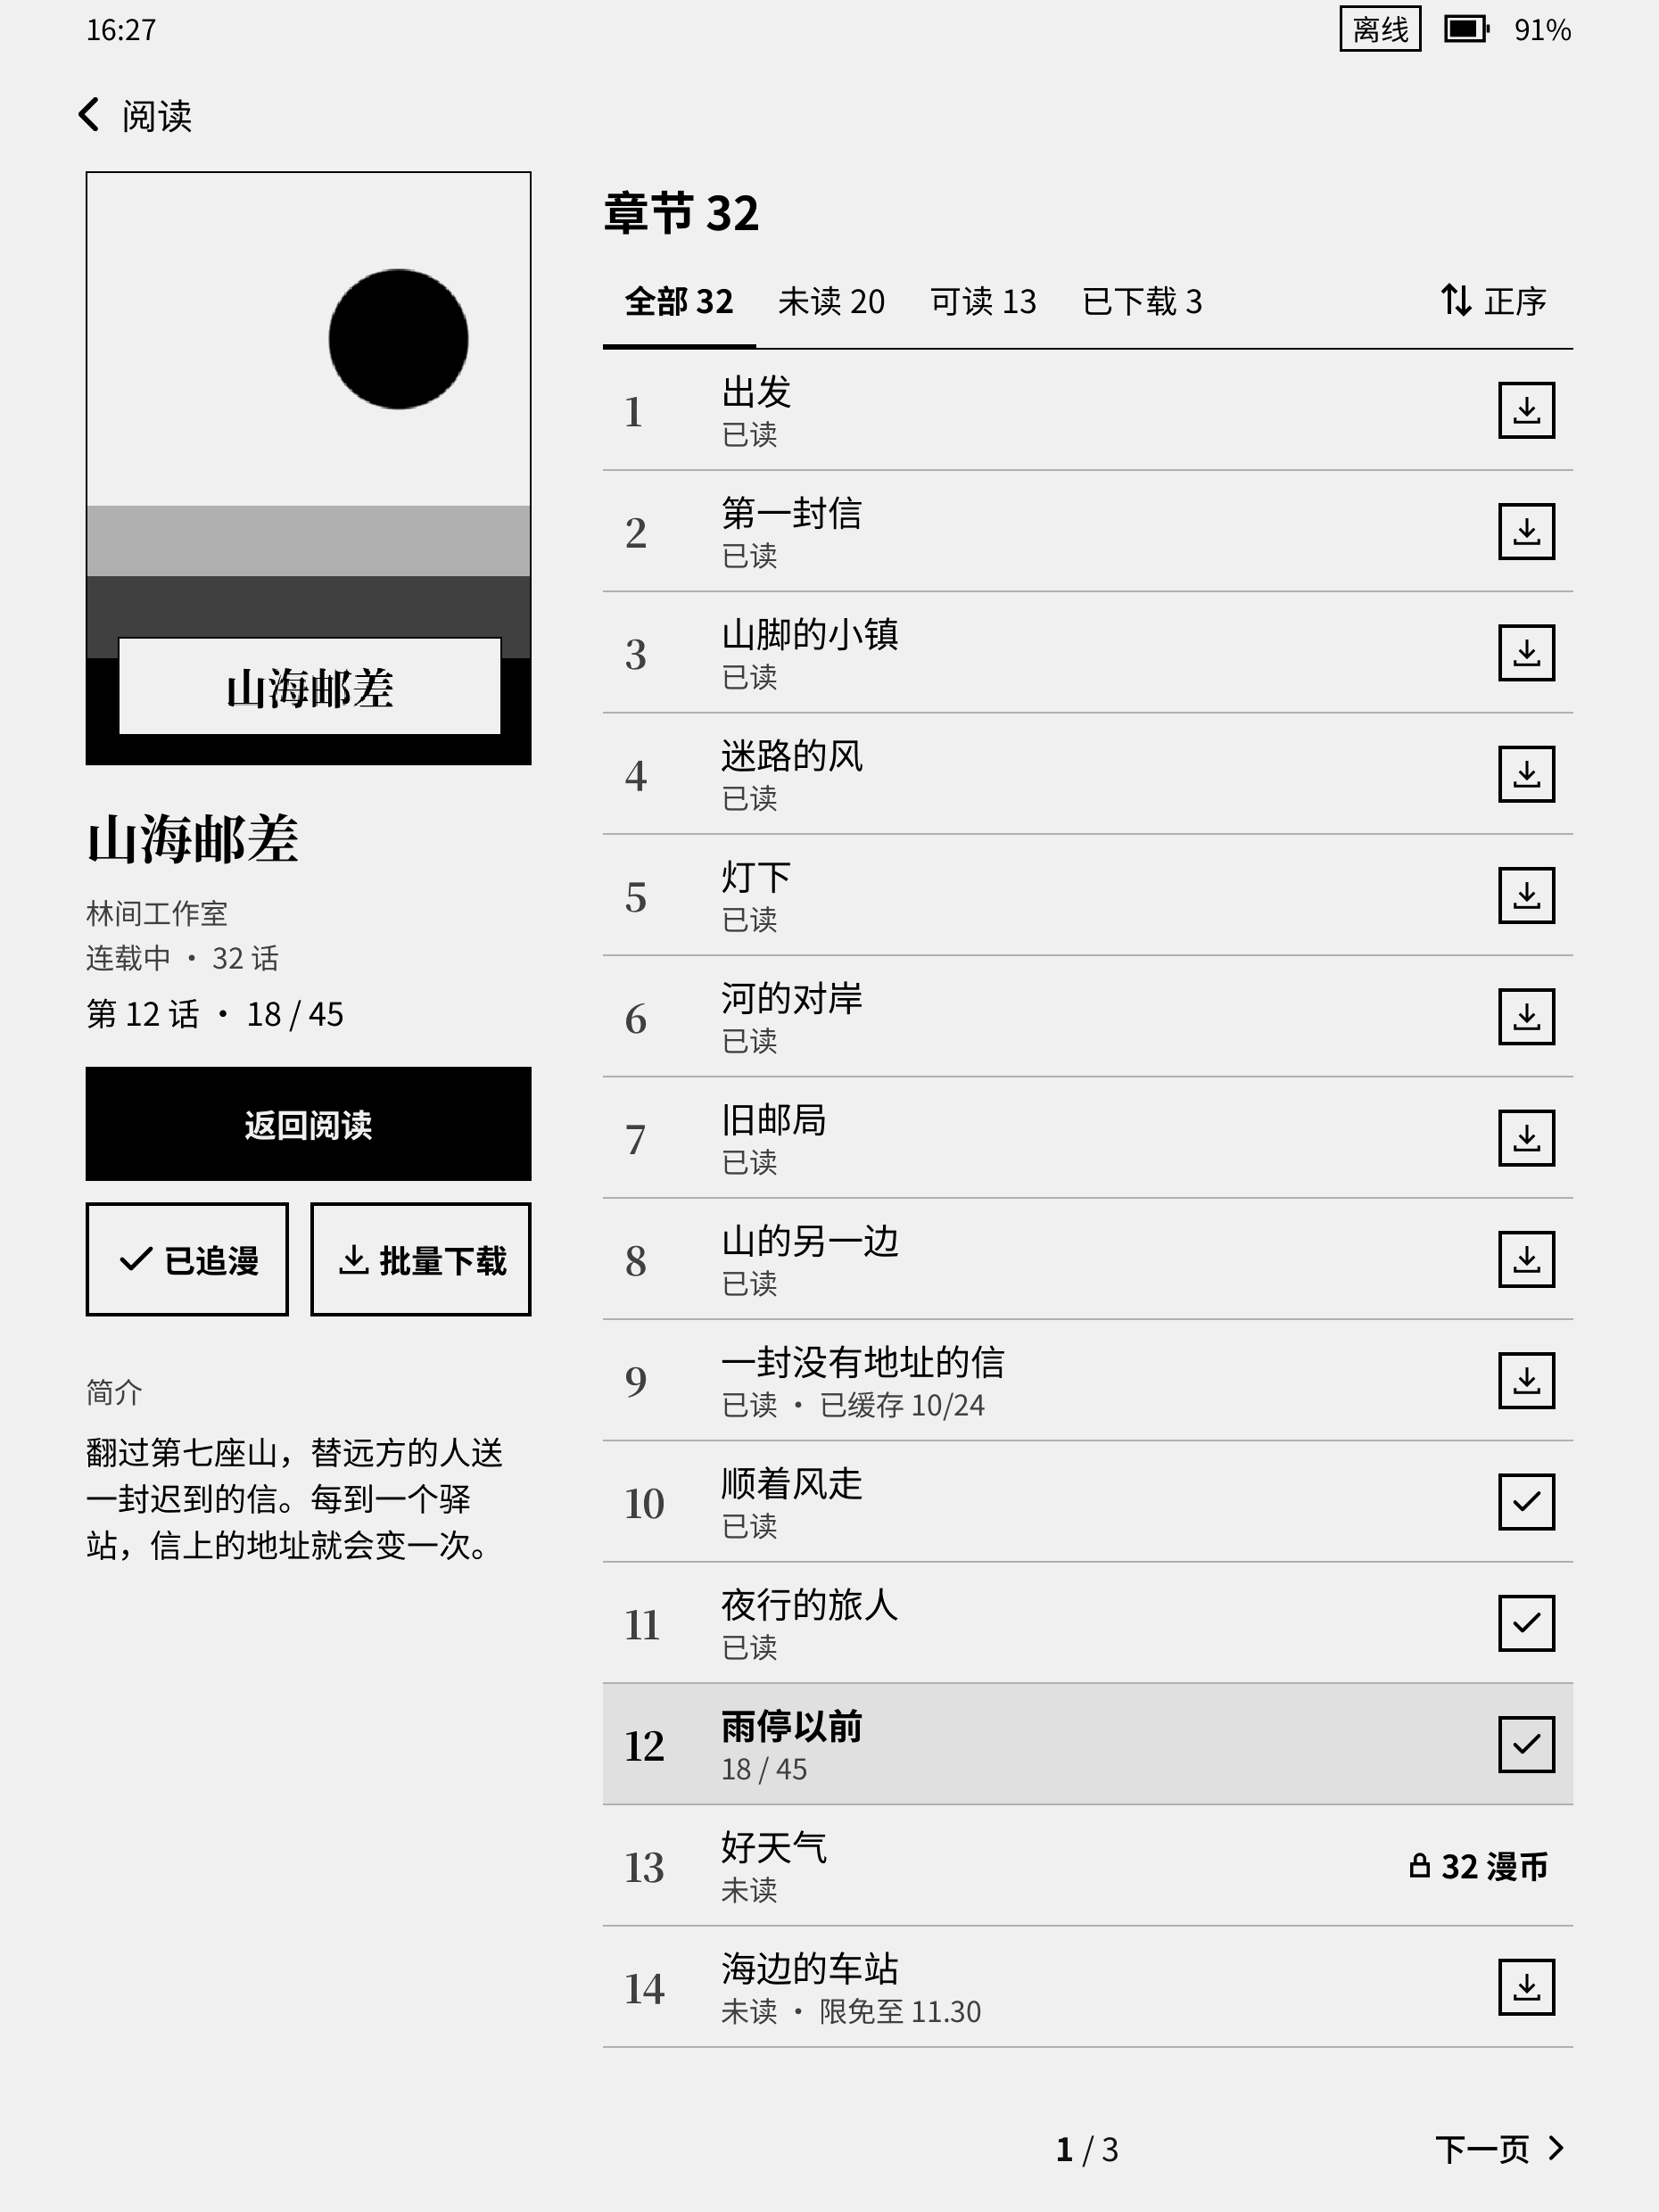 16:27
离线
91%
阅读
山海邮差
山海邮差
林间工作室
连载中 · 32 话
第 12 话 · 18 / 45
返回阅读
已追漫
批量下载
简介
翻过第七座山，替远方的人送
一封迟到的信。每到一个驿
站，信上的地址就会变一次。
章节 32
全部 32
未读 20
可读 13
已下载 3
正序
1
出发
已读
2
第一封信
已读
3
山脚的小镇
已读
4
迷路的风
已读
5
灯下
已读
6
河的对岸
已读
7
旧邮局
已读
8
山的另一边
已读
9
一封没有地址的信
已读 · 已缓存 10/24
10
顺着风走
已读
11
夜行的旅人
已读
12
雨停以前
18 / 45
13
好天气
未读
32 漫币
14
海边的车站
未读 · 限免至 11.30
1 / 3
下一页